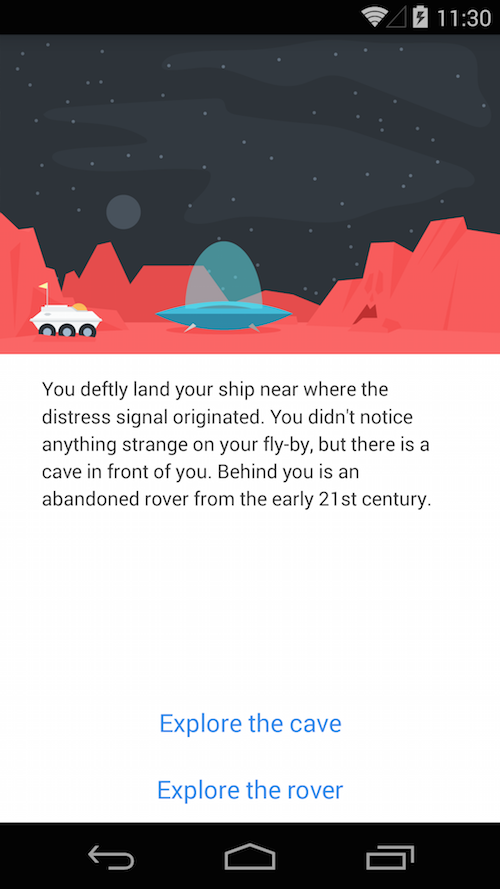 11:30
You deftly land your ship near where the
distress signal originated. You didn't notice
anything strange on your fly-by, but there is a
cave in front of you. Behind you is an
abandoned rover from the early 21st century.
Explore the cave
Explore the rover